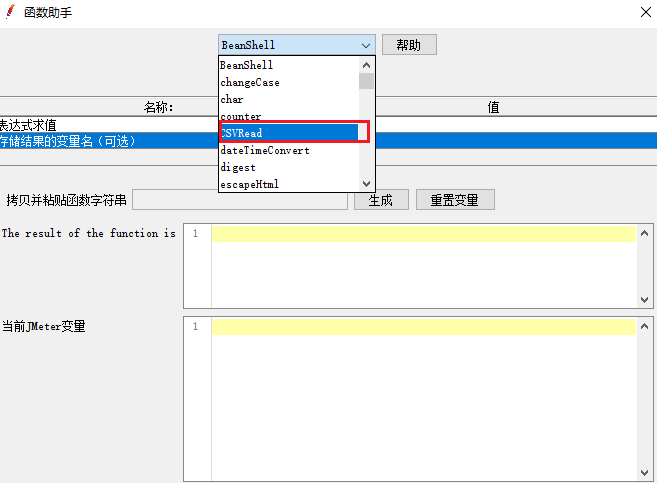 函数助手
BeanShell
帮助
BeanShell
changeCase
char
counter
CSVRead
dateTimeConvert
digest
escapeHtml
名称:
值
表达式求值
存储结果的变量名（可选）
拷贝并粘贴函数字符串
生成
重置变量
The result of the function is
1
当前JMeter变量
1